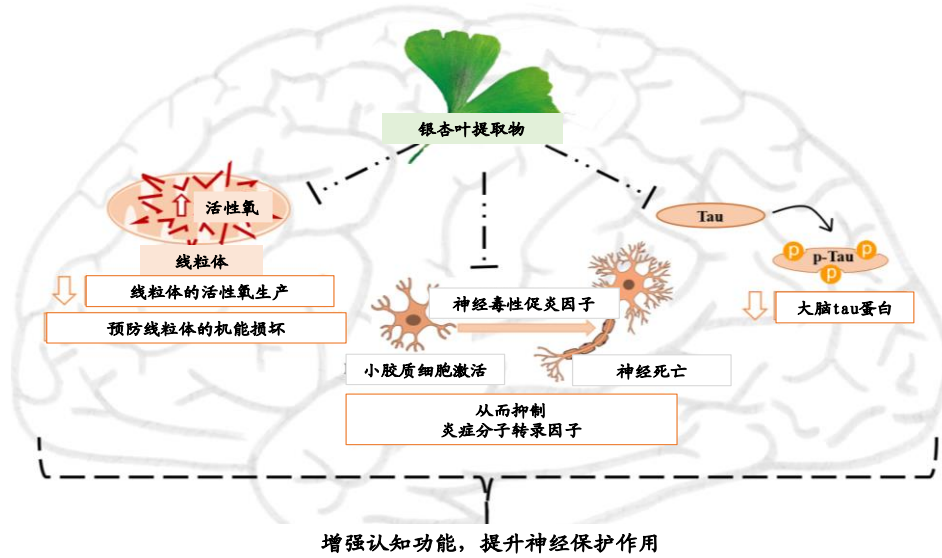 银杏叶提取物
活性氧
线粒体
线粒体的活性氧生产
预防线粒体的机能损坏
神经毒性促炎因子
小胶质细胞激活
神经死亡
从而抑制
炎症分子转录因子
Tau
P
P
p-Tau
P
大脑tau蛋白
增强认知功能，提升神经保护作用